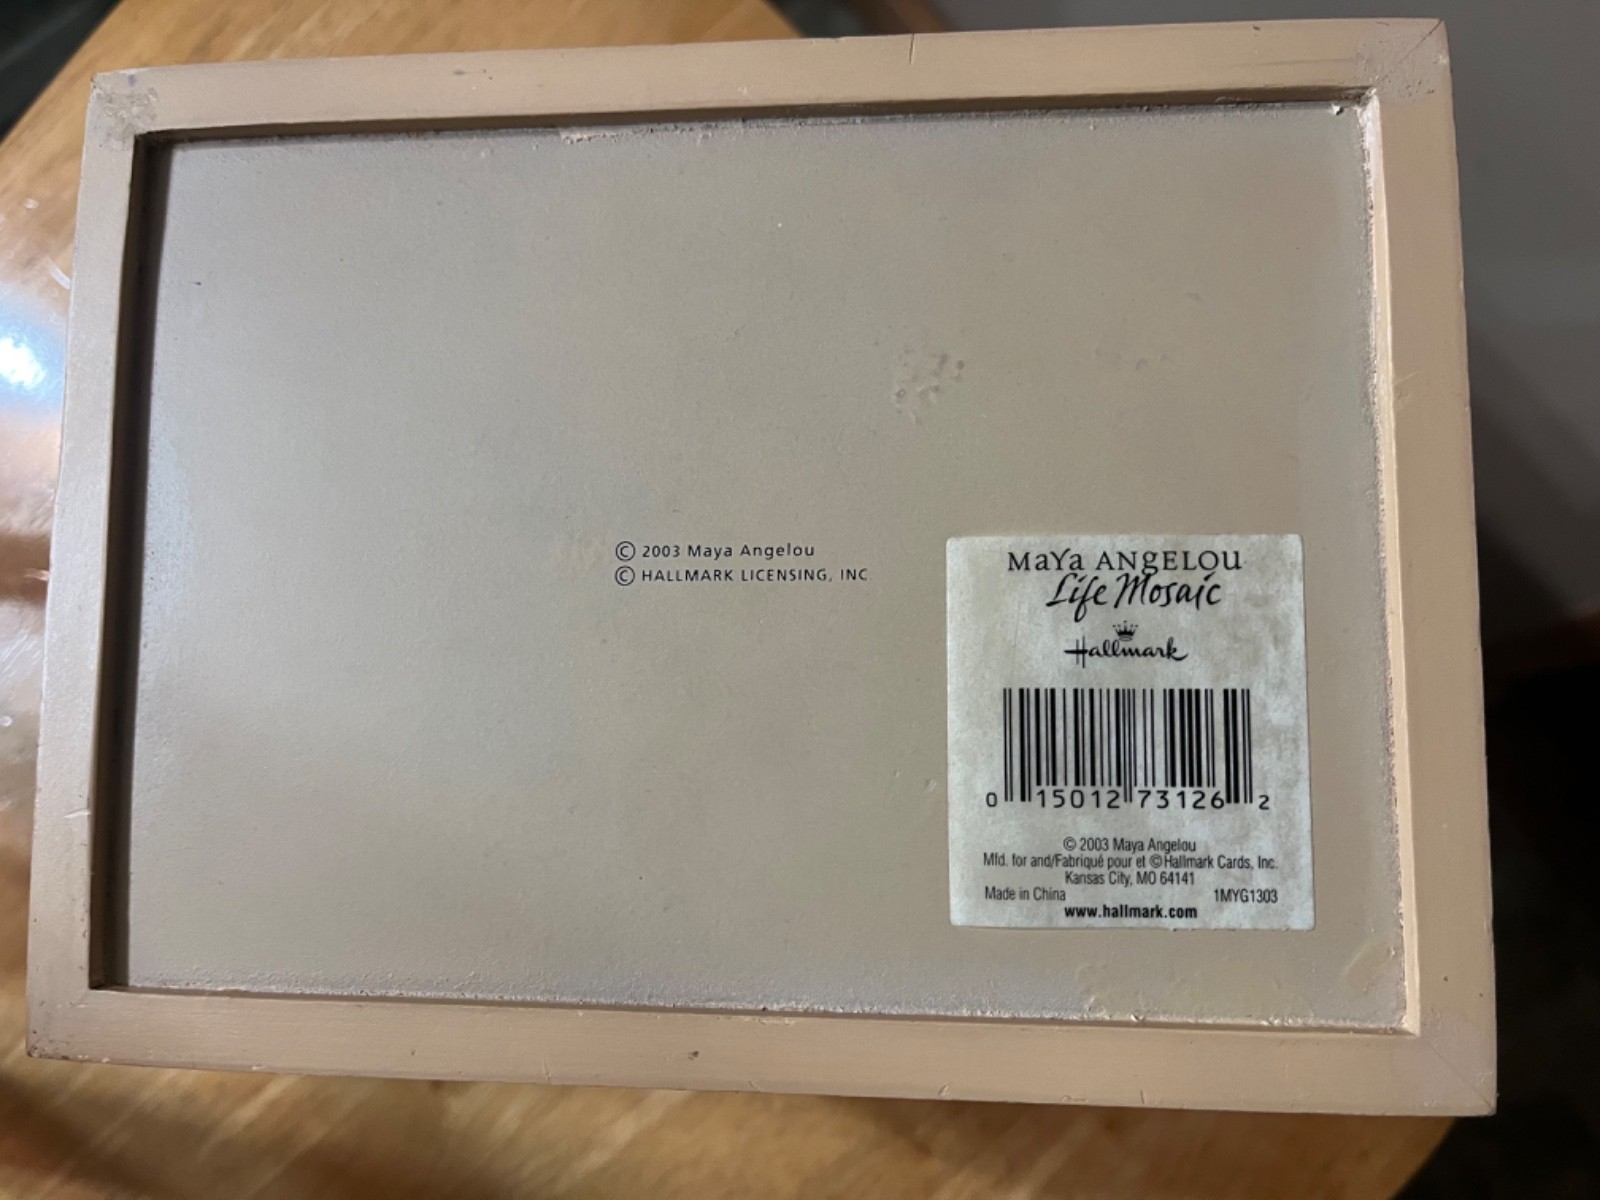 © 2003 Maya Angelou
© HALLMARK LICENSING, INC
MaYa ANGELOU
Life Mosaic
Hallmark
0 15012 73126 2
© 2003 Maya Angelou
Mfd. for and/Fabriqué pour et © Hallmark Cards, Inc.
Kansas City, MO 64141
Made in China 1MYG1303
www.hallmark.com